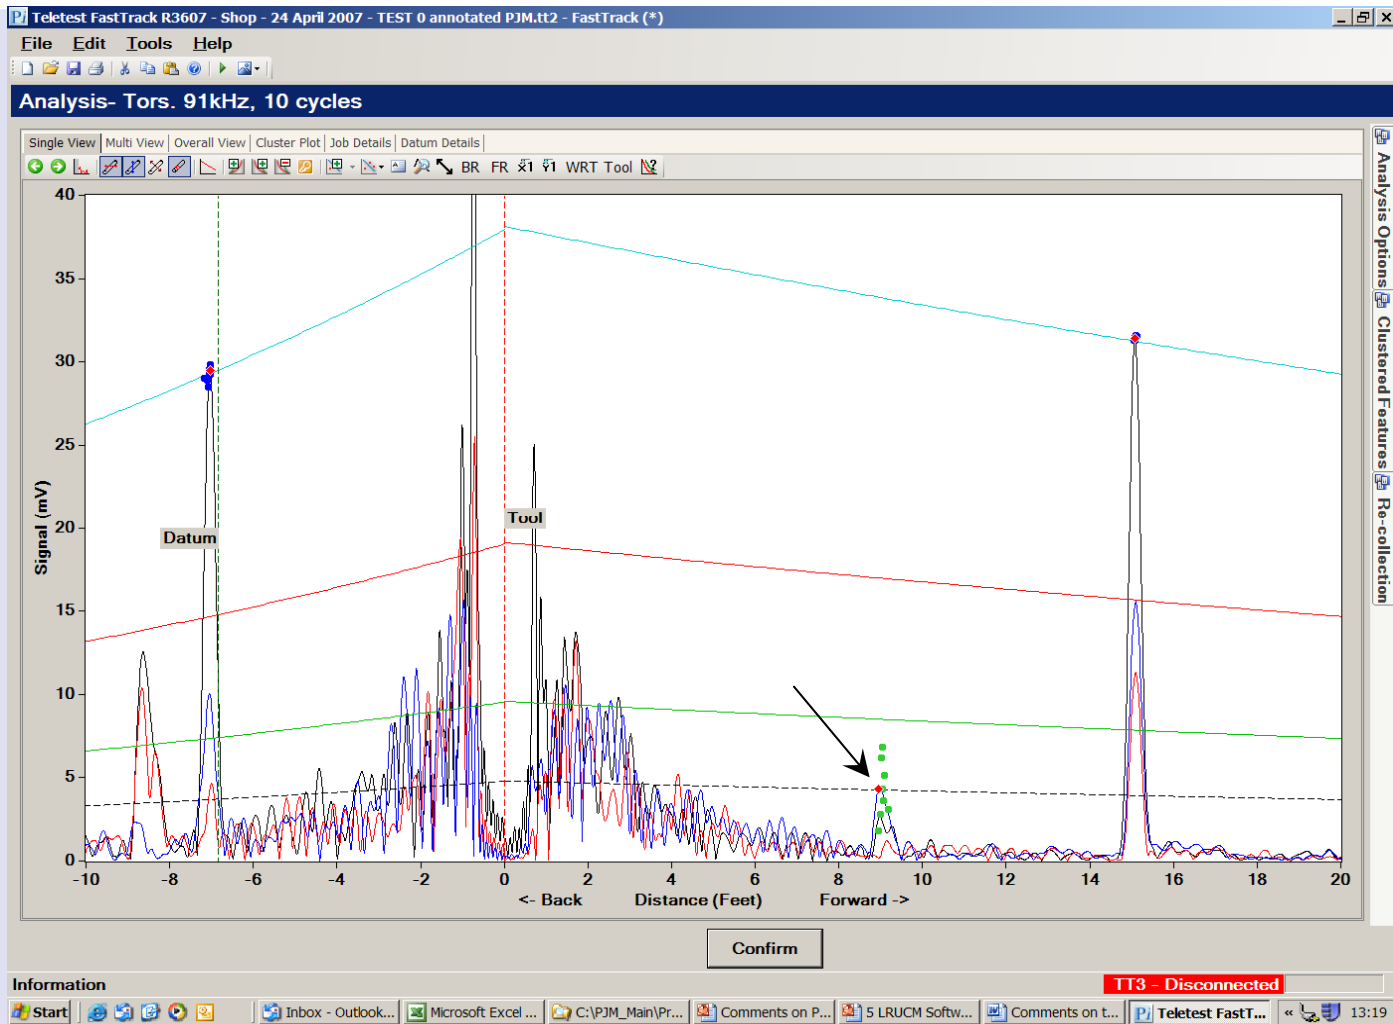 Pi Teletest FastTrack R3607 - Shop - 24 April 2007 - TEST 0 annotated PJM.tt2 - FastTrack (*)
File Edit Tools Help
Analysis- Tors. 91kHz, 10 cycles
Single View Multi View Overall View Cluster Plot Job Details Datum Details
BR FR X1 Y1 WRT Tool
40
35
30
25
20
15
10
5
0
Signal (mV)
Datum
Tool
-10 -8 -6 -4 -2 0 2 4 6 8 10 12 14 16 18 20
<- Back Distance (Feet) Forward ->
Analysis Options
Clustered Features
Re-collection
Confirm
Information
TT3 - Disconnected
Start Inbox - Outlook... Microsoft Excel ... C:\PJM_Main\Pr... Comments on P... 5 LRUCM Softw... Comments on t... Pi Teletest FastT... « 13:19